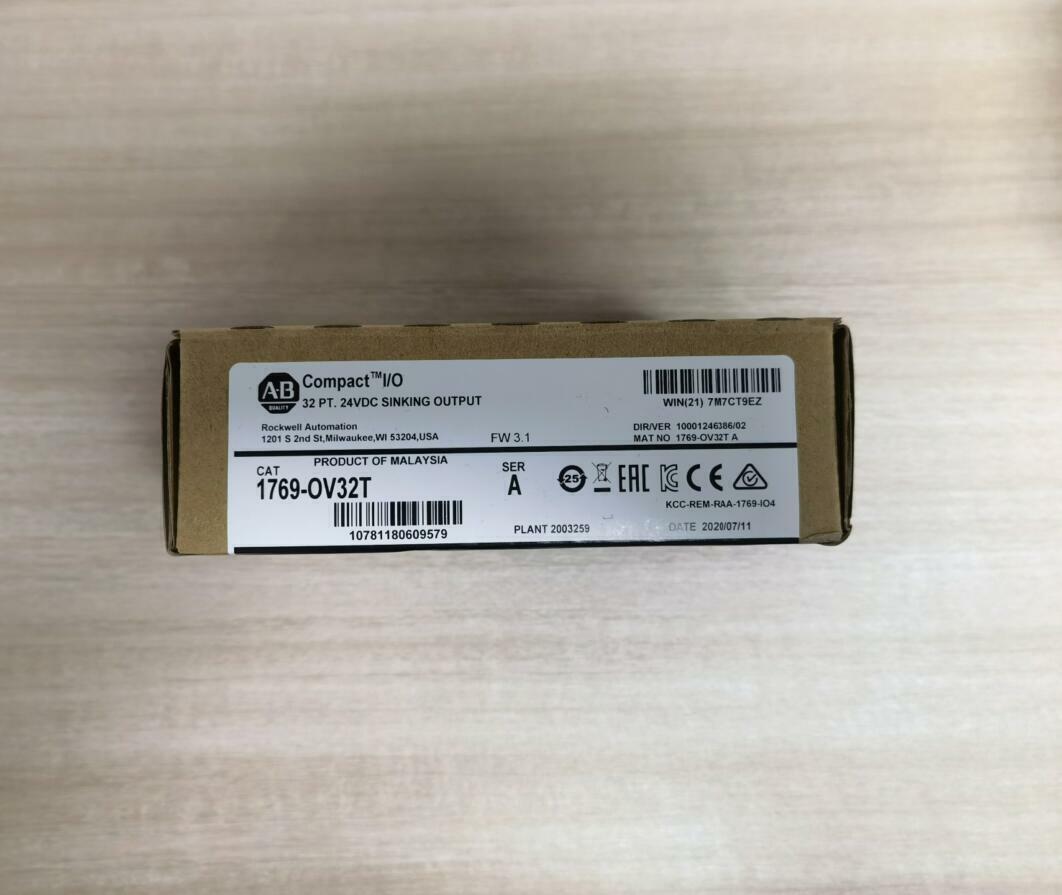 A-B
QUALITY
Compact™I/O
32 PT. 24VDC SINKING OUTPUT
WIN(21) 7M7CT9EZ
Rockwell Automation
1201 S 2nd St,Milwaukee,WI 53204,USA
FW 3.1
DIR/VER 10001246386/02
MAT NO 1769-OV32T A
PRODUCT OF MALAYSIA
CAT
1769-OV32T
SER
A
25
EAC
CE
KCC-REM-RAA-1769-IO4
10781180609579
PLANT 2003259
DATE 2020/07/11